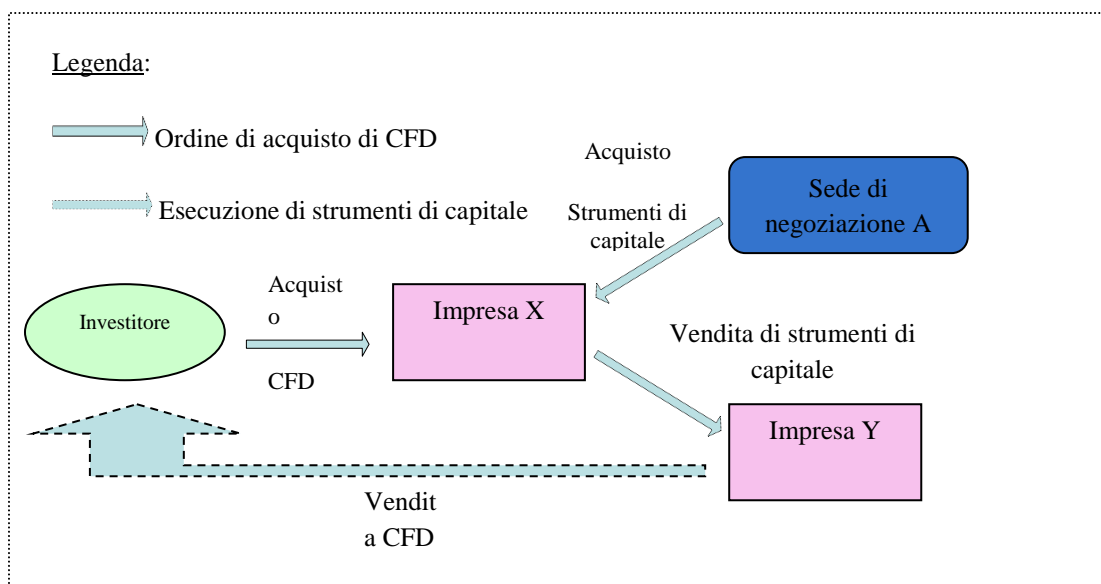 Legenda:
Ordine di acquisto di CFD
Esecuzione di strumenti di capitale
Acquisto
Strumenti di
capitale
Sede di
negoziazione A
Investitore
Acquist
o
CFD
Impresa X
Vendita di strumenti di
capitale
Impresa Y
Vendit
a CFD